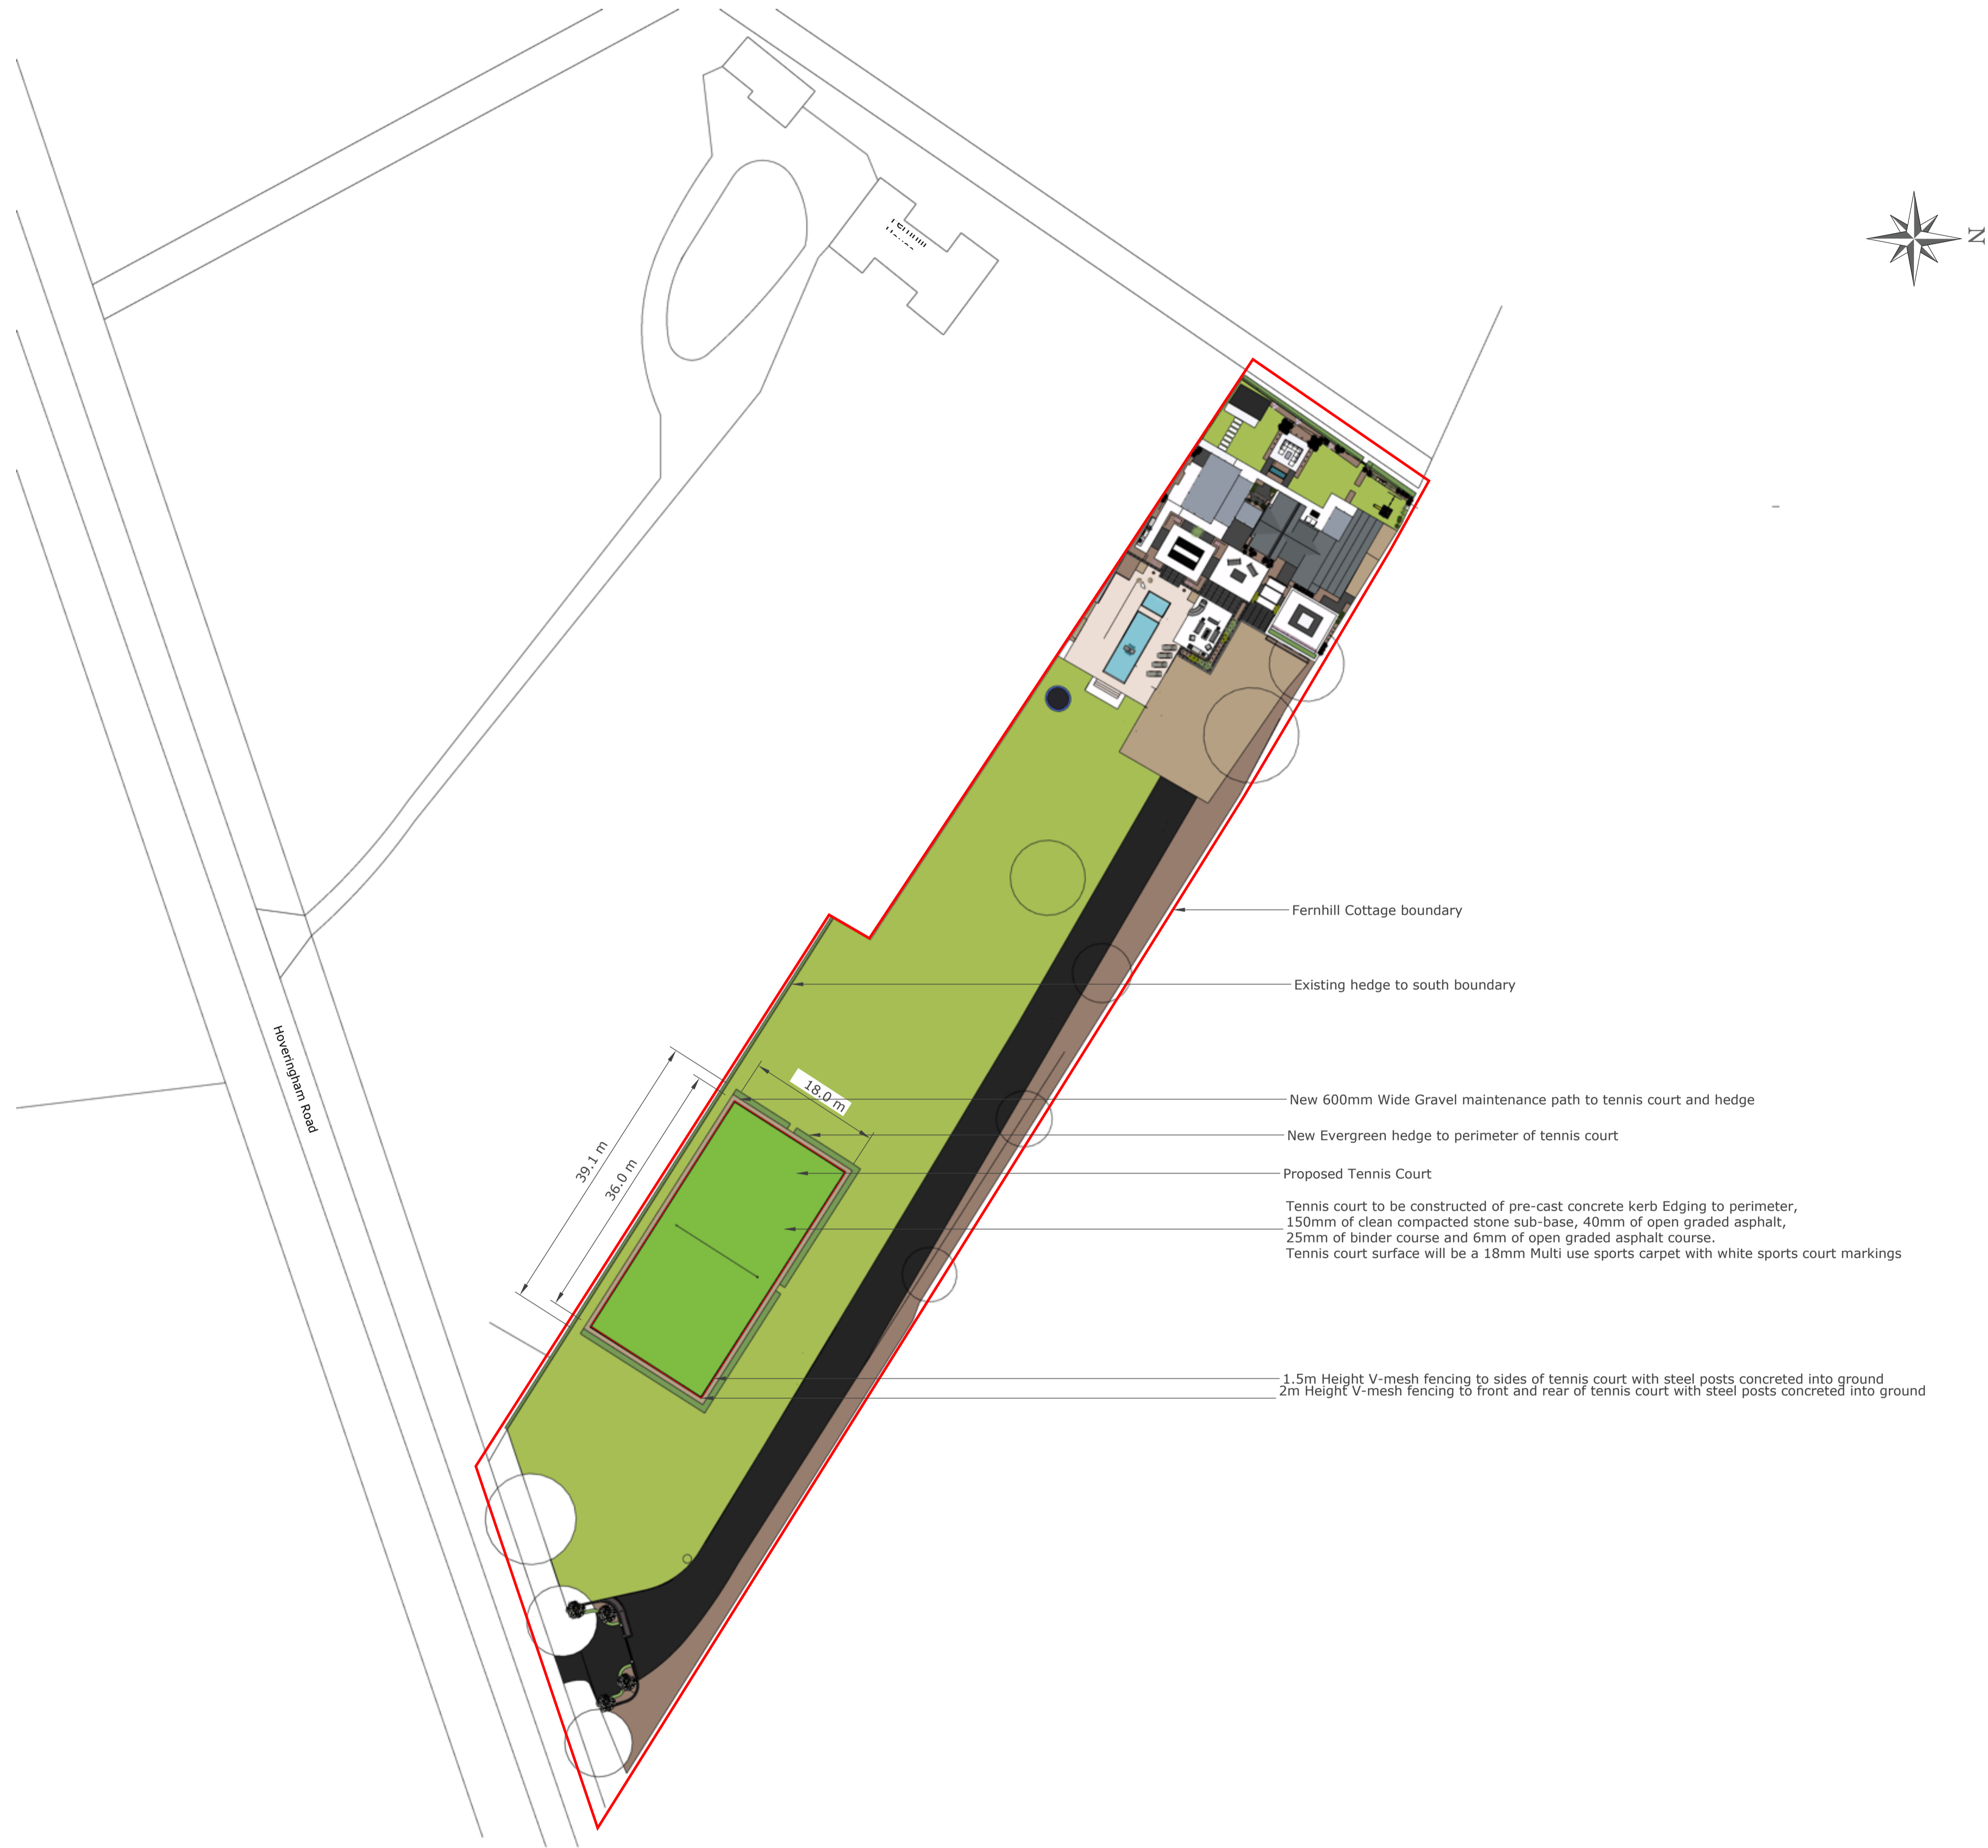 N
Fernhill Cottage boundary
Existing hedge to south boundary
Hoveringham Road
18.0 m
39.1 m
36.0 m
New 600mm Wide Gravel maintenance path to tennis court and hedge
New Evergreen hedge to perimeter of tennis court
Proposed Tennis Court
Tennis court to be constructed of pre-cast concrete kerb Edging to perimeter,
150mm of clean compacted stone sub-base, 40mm of open graded asphalt,
25mm of binder course and 6mm of open graded asphalt course.
Tennis court surface will be a 18mm Multi use sports carpet with white sports court markings
1.5m Height V-mesh fencing to sides of tennis court with steel posts concreted into ground
2m Height V-mesh fencing to front and rear of tennis court with steel posts concreted into ground